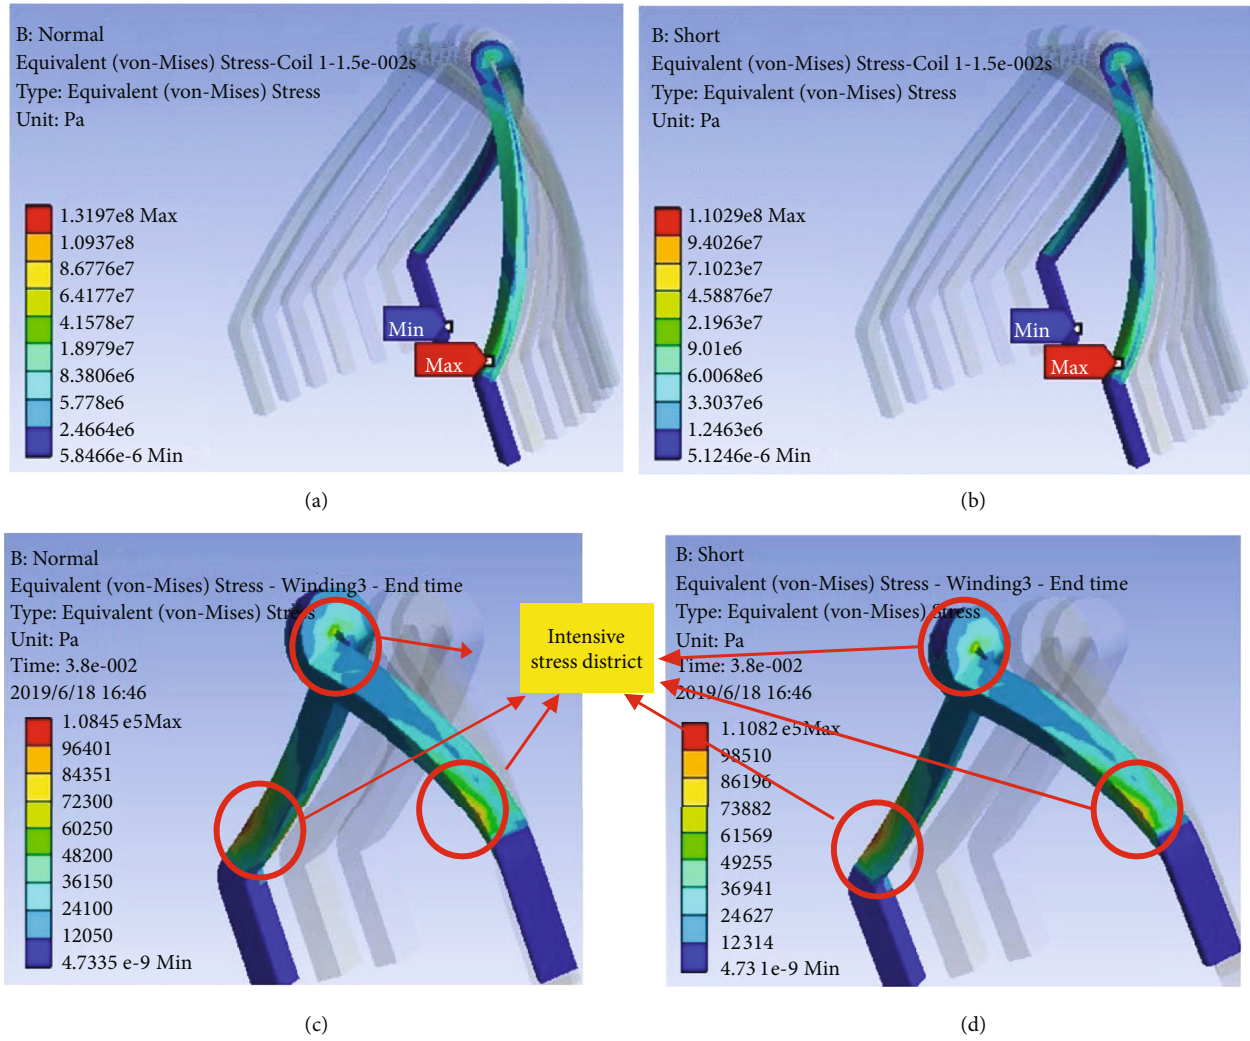 B: Normal
Equivalent (von-Mises) Stress-Coil 1-1.5e-002s
Type: Equivalent (von-Mises) Stress
Unit: Pa
1.3197e8 Max
1.0937e8
8.6776e7
6.4177e7
4.1578e7
1.8979e7
8.3806e6
5.778e6
2.4664e6
5.8466e-6 Min
Min
Max
(a)
B: Short
Equivalent (von-Mises) Stress-Coil 1-1.5e-002s
Type: Equivalent (von-Mises) Stress
Unit: Pa
1.1029e8 Max
9.4026e7
7.1023e7
4.58876e7
2.1963e7
9.01e6
6.0068e6
3.3037e6
1.2463e6
5.1246e-6 Min
Min
Max
(b)
B: Normal
Equivalent (von-Mises) Stress - Winding3 - End time
Type: Equivalent (von-Mises) Stress
Unit: Pa
Time: 3.8e-002
2019/6/18 16:46
1.0845 e5Max
96401
84351
72300
60250
48200
36150
24100
12050
4.7335 e-9 Min
(c)
Intensive
stress district
B: Short
Equivalent (von-Mises) Stress - Winding3 - End time
Type: Equivalent (von-Mises) Stress
Unit: Pa
Time: 3.8e-002
2019/6/18 16:46
1.1082 e5Max
98510
86196
73882
61569
49255
36941
24627
12314
4.73 1e-9 Min
(d)